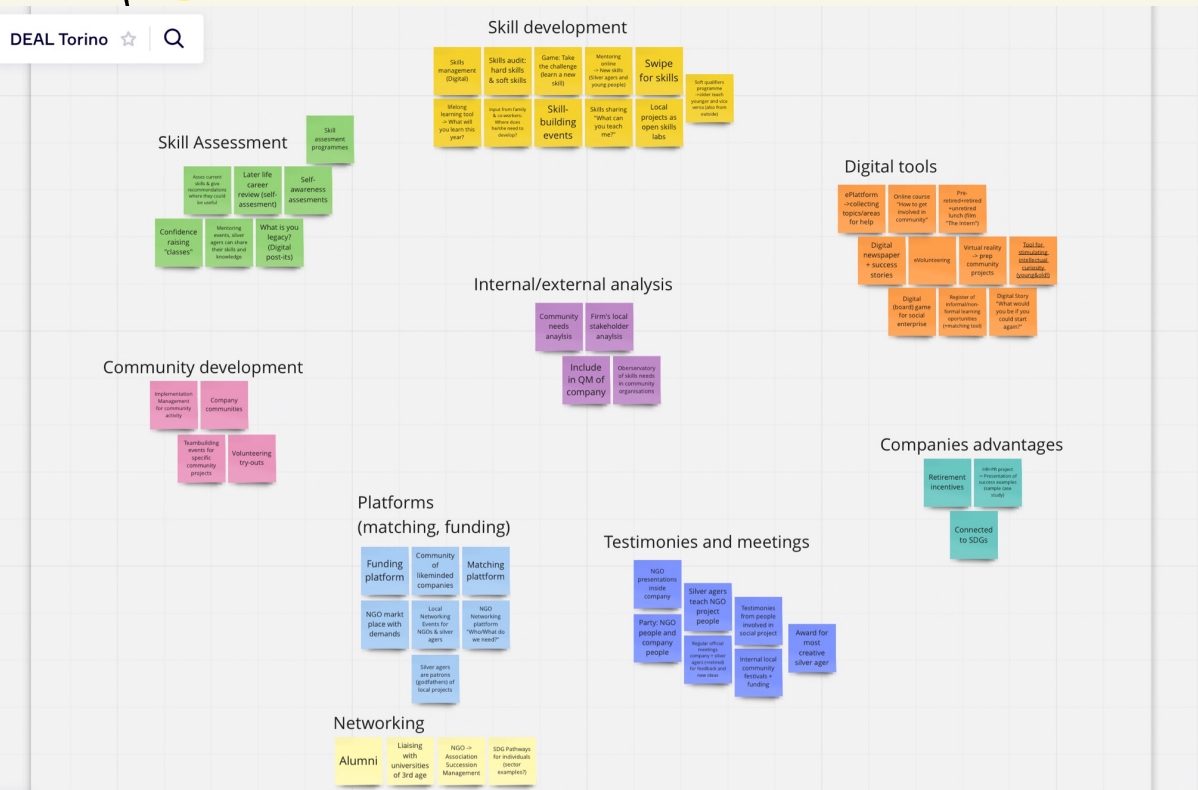 DEAL Torino
Skill development
Skills
management
(Digital)
Skills audit:
hard skills
& soft skills
Game: Take
the challenge
(learn a new
skill)
Mentoring
online
-> New skills
(Silver agers and
young people)
Swipe
for skills
Soft qualifiers
programme
->older teach
younger and vice
versa (also from
outside)
lifelong
learning tool
-> What will
you learn this
year?
Input from family
& co-workers:
Where does
he/she need to
develop?
Skill-
building
events
Skills sharing
"What can
you teach
me?"
Local
projects as
open skills
labs
Skill Assessment
Skill
assesment
programmes
Asses current
skills & give
recommendations
where they could
be useful
Later life
career
review (self-
assesment)
Self-
awareness
assesments
Confidence
raising
"classes"
Mentoring
events, silver
agers can share
their skills and
knowledge
What is you
legacy?
(Digital
post-its)
Digital tools
ePlattform
->collecting
topics/areas
for help
Online course
"How to get
involved in
community"
Pre-
retired+retired
+unretired
lunch (film
"The Intern")
Digital
newspaper
+ success
stories
eVolunteering
Virtual reality
-> prep
community
projects
Tool for
stimulating
intellectual
curiosity
(young&old!)
Digital
(board) game
for social
enterprise
Register of
informal/non-
formal learning
oportunities
(+matching tool)
Digital Story
"What would
you be if you
could start
again?"
Internal/external analysis
Community
needs
anaylsis
Firm's local
stakeholder
anaylsis
Include
in QM of
company
Oberservatory
of skills needs
in community
organisations
Community development
Implementation
Management
for community
activity
Company
communities
Teambuilding
events for
specific
community
projects
Volunteering
try-outs
Companies advantages
Retirement
incentives
HR+PR project
-> Presentation of
success examples
(sample case
study)
Connected
to SDGs
Platforms
(matching, funding)
Funding
platform
Community
of
likeminded
companies
Matching
plattform
NGO markt
place with
demands
Local
Networking
Events for
NGOs & silver
agers
NGO
Networking
platform
"Who/What do
we need?"
Silver agers
are patrons
(godfathers) of
local projects
Testimonies and meetings
NGO
presentations
inside
company
Silver agers
teach NGO
project
people
Testimonies
from people
involved in
social project
Party: NGO
people and
company
people
Regular official
meetings
company + silver
agers (+retired)
for feedback and
new ideas
Internal local
community
festivals +
funding
Award for
most
creative
silver ager
Networking
Alumni
Liaising
with
universities
of 3rd age
NGO ->
Association
Succession
Management
SDG Pathways
for individuals
(sector
examples?)